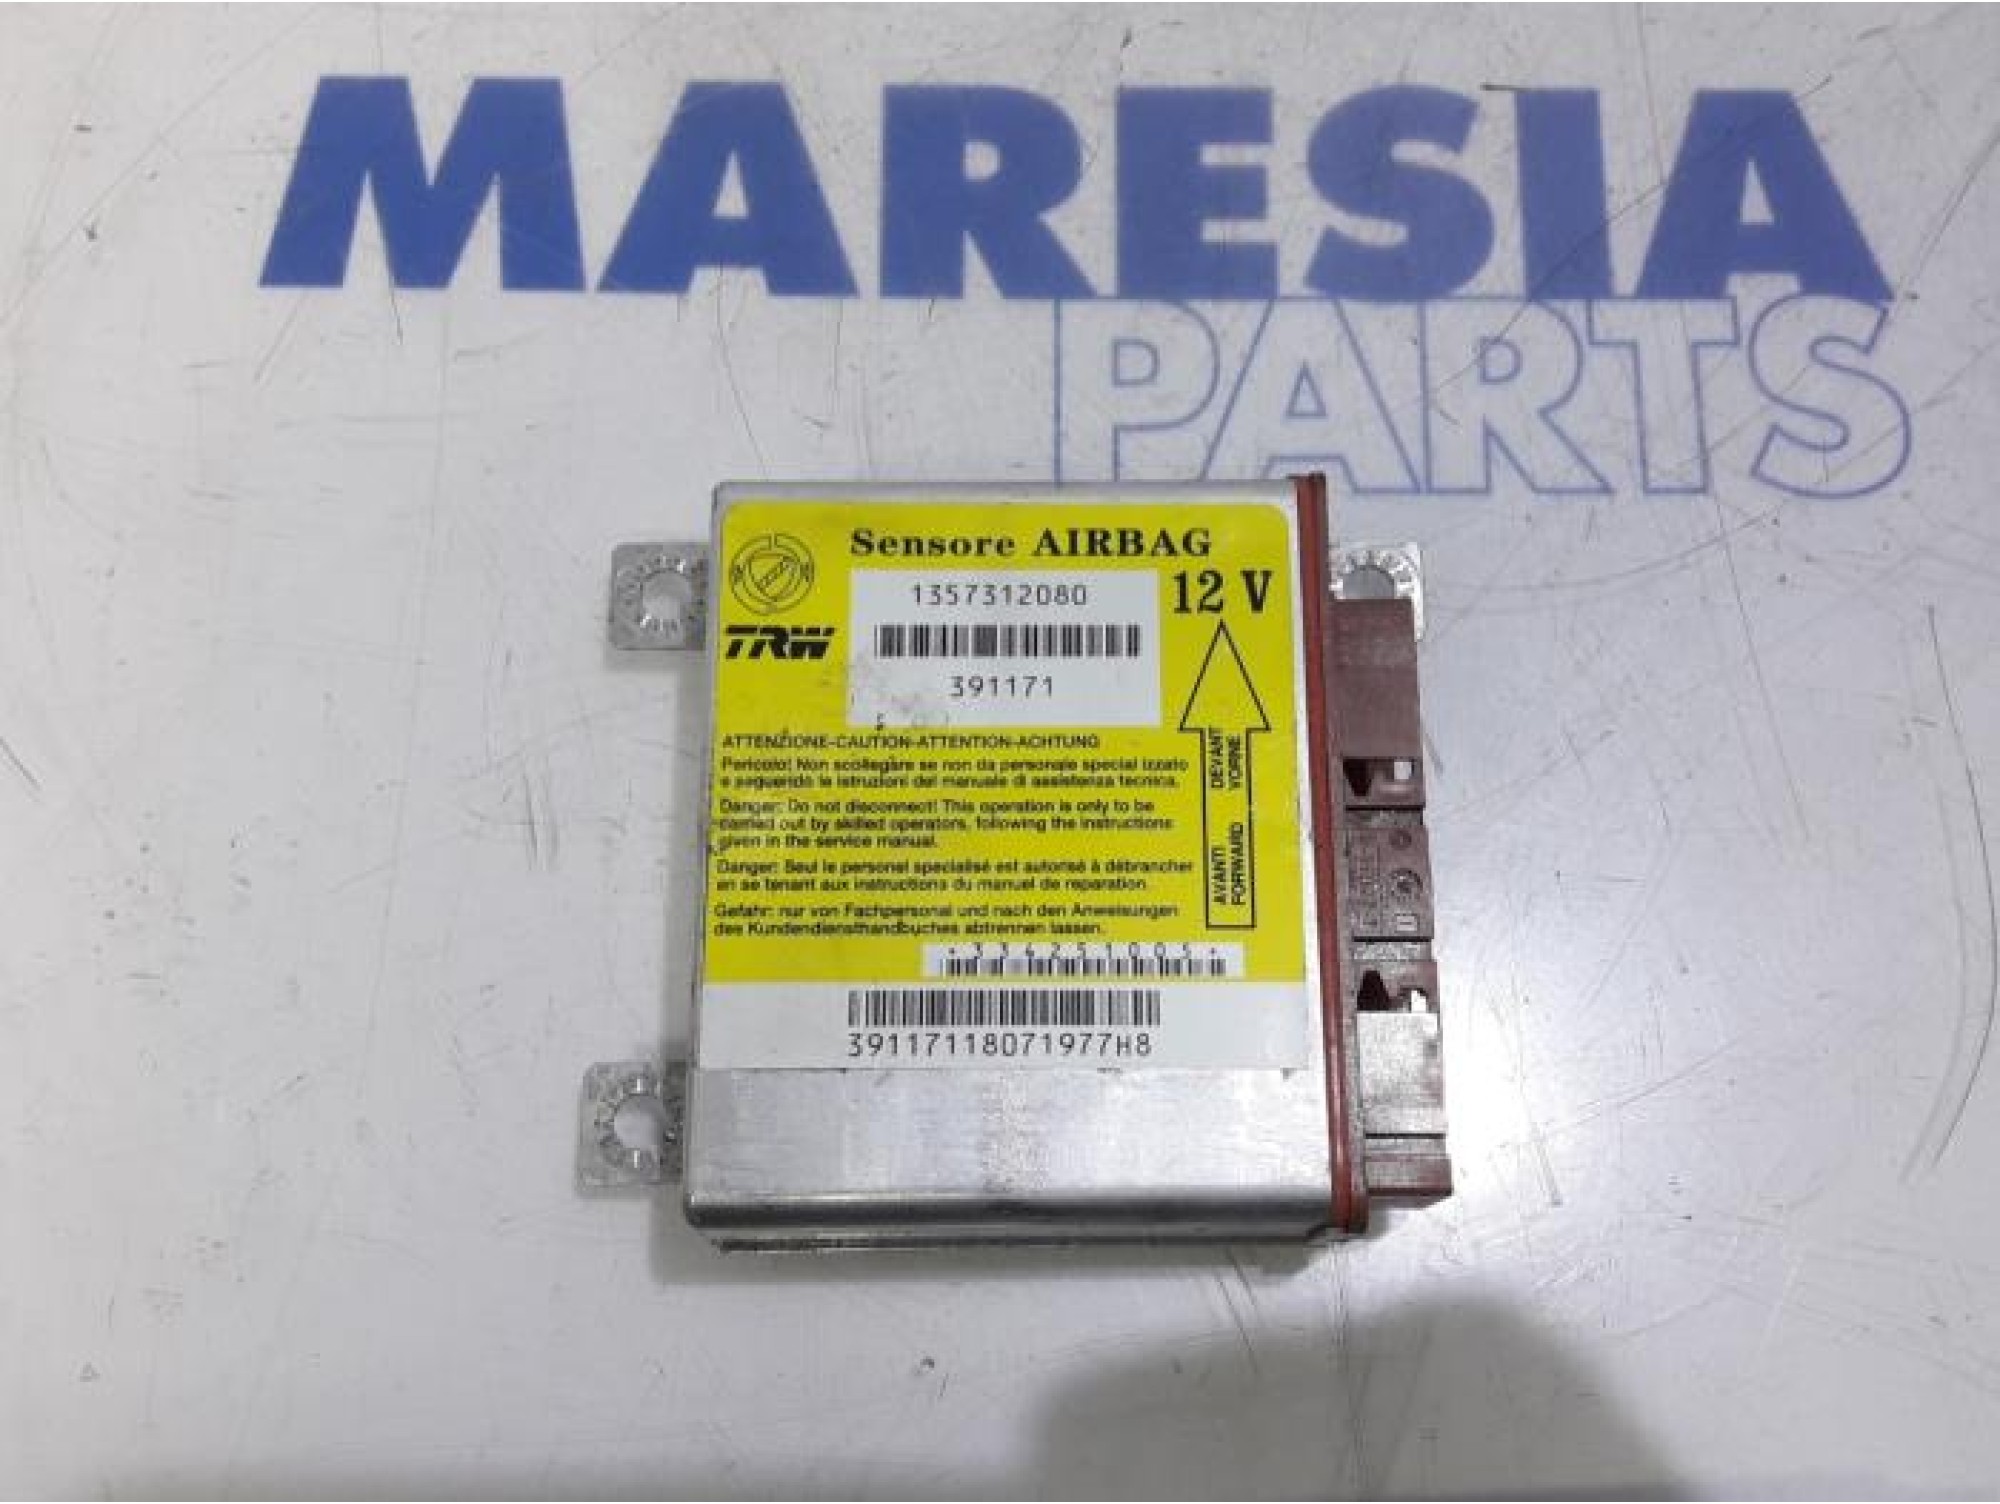 MARESIA
PARTS
Sensore AIRBAG
1357312080
12 V
TRW
391171
ATTENZIONE-CAUTION-ATTENTION-ACHTUNG
Pericolo! Non scollegare se non da personale special izzato
e seguendo le istruzioni del manuale di assistenza tecnica.
Danger: Do not disconnect! This operation is only to be
carried out by skilled operators, following the instructions
given in the service manual.
Danger: Seul le personal specialisé est autorisé à débrancher
en se tenant aux instructions du manuel de reparation.
Gefahr: nur von Fachpersonal und nach den Anweisungen
des Kundendiensthandbuches abtrennen lassen.
AVANTI DEVANT
FORWARD VORNE
*334251005*
39117118071977H8